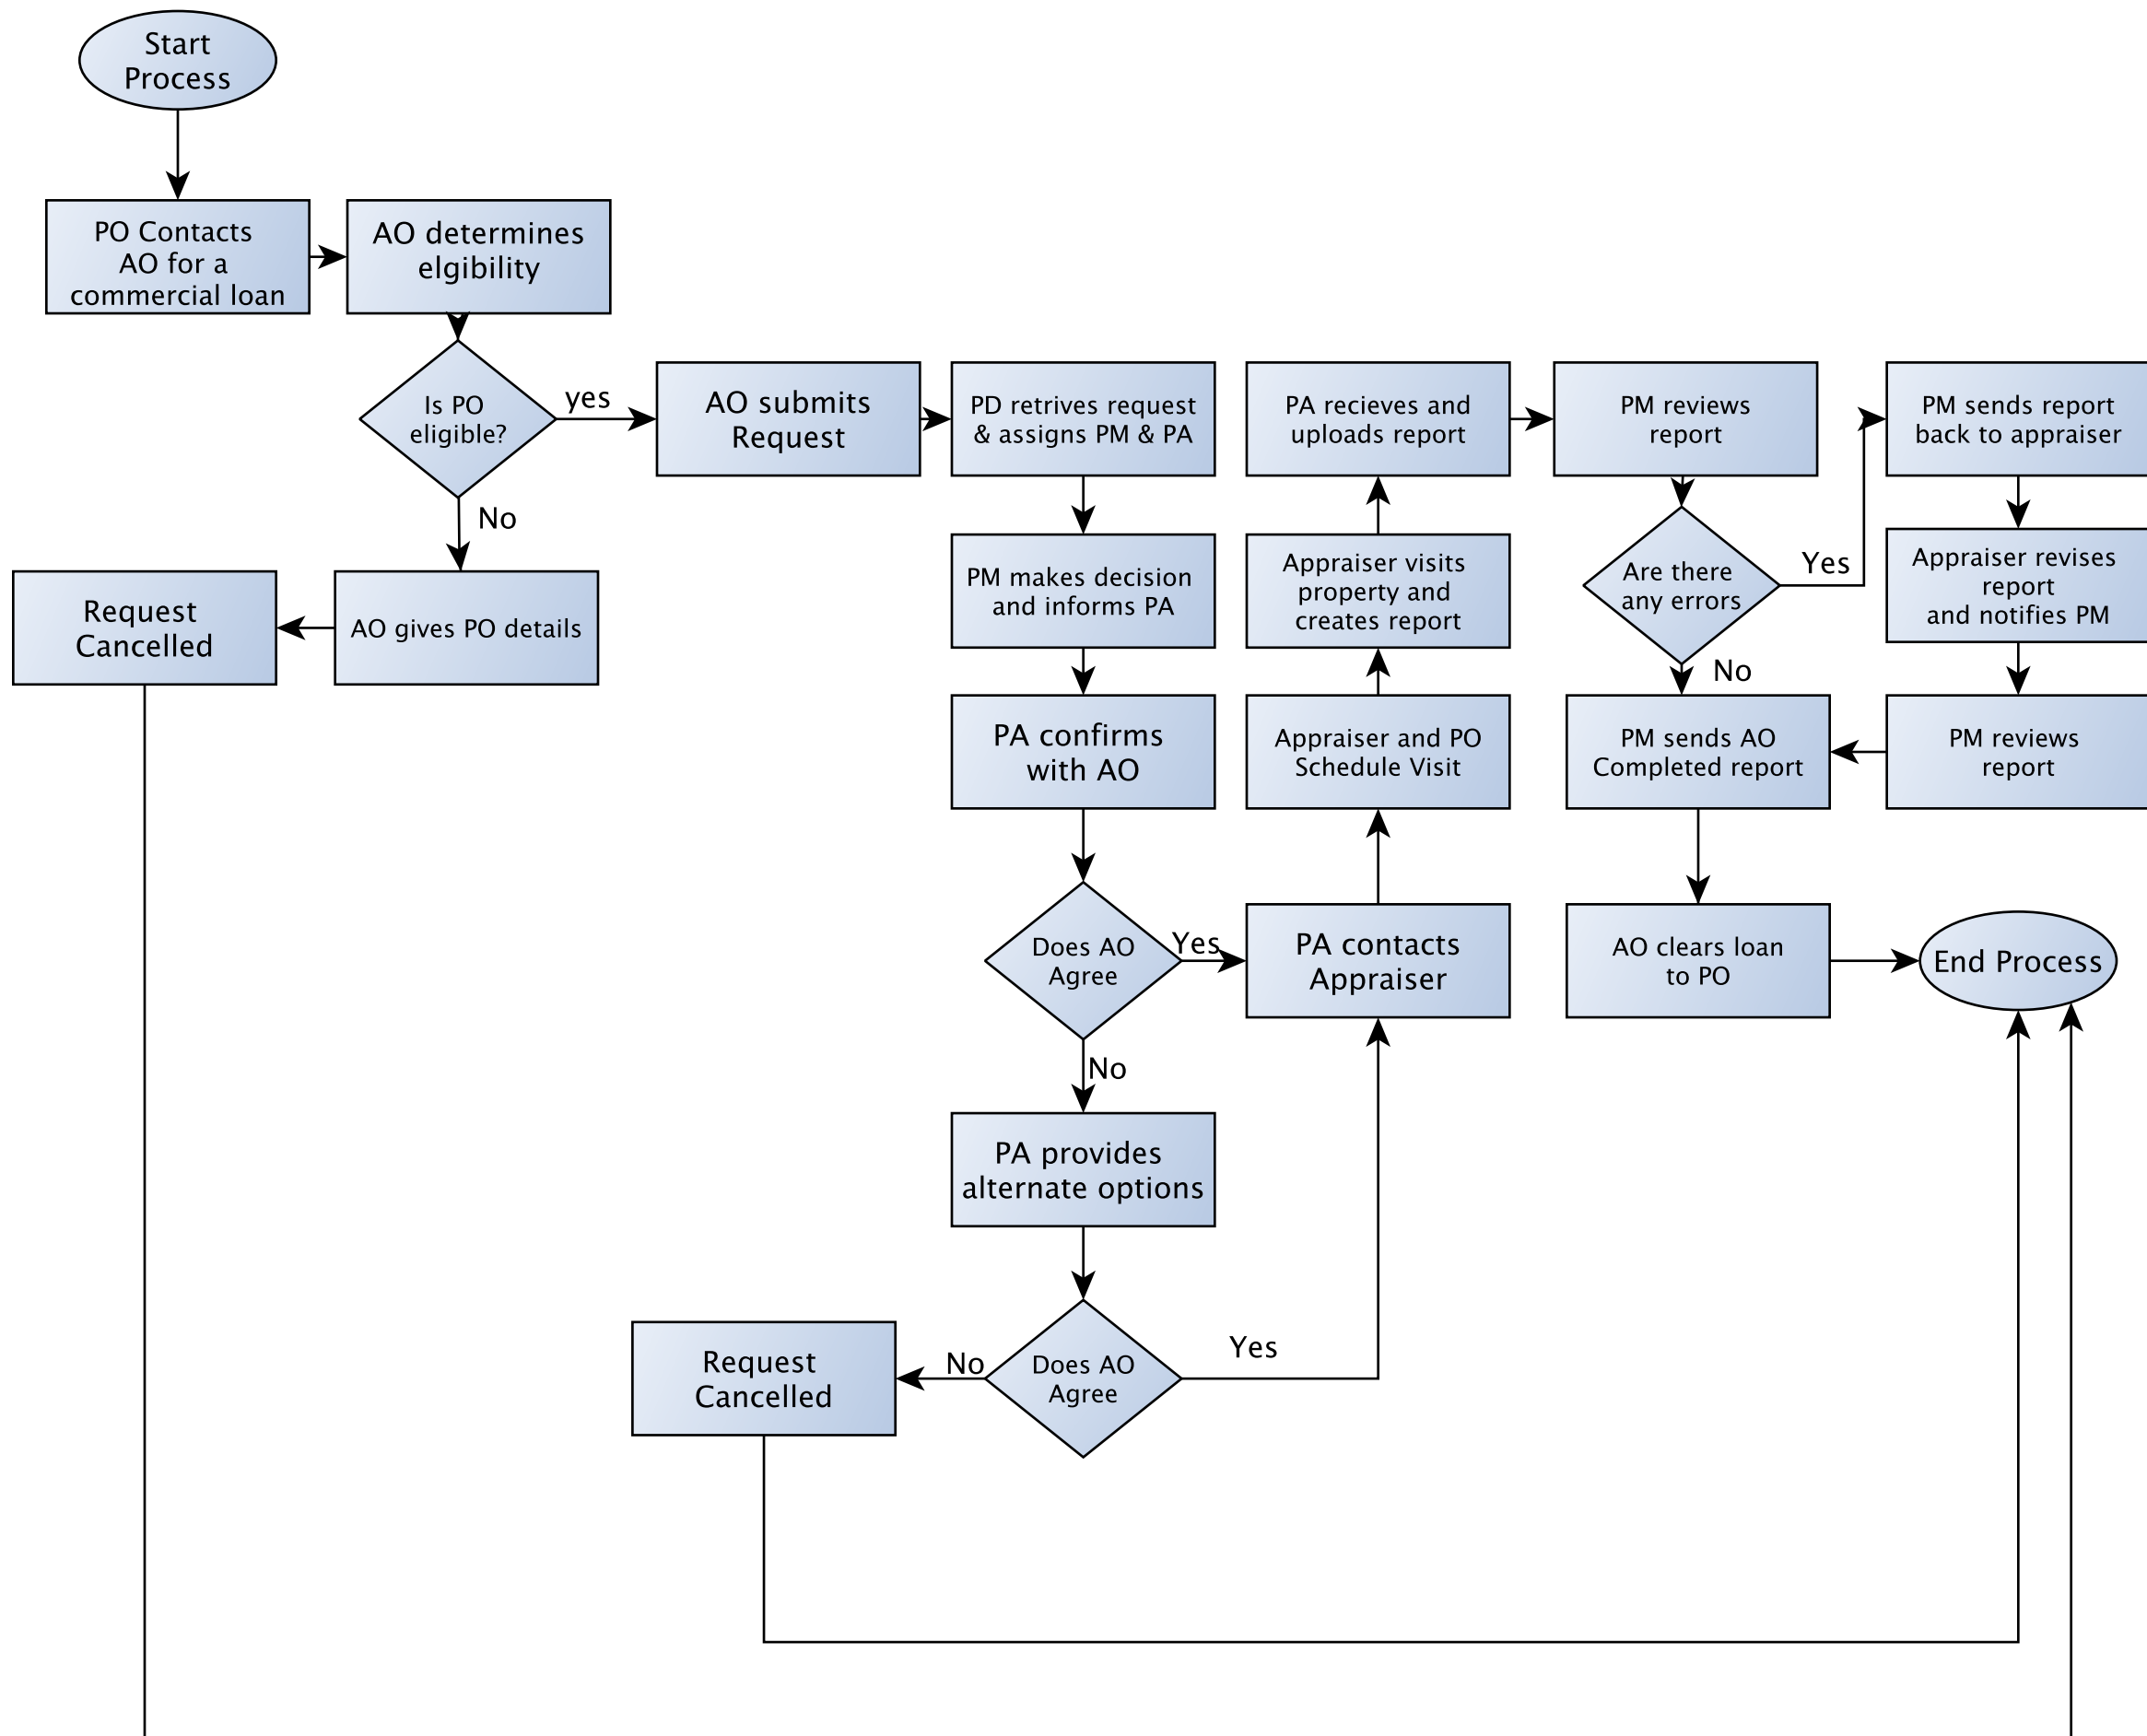 Start
Process
PO Contacts
AO for a
commercial loan
AO determines
elgibility
Is PO
eligible?
yes
No
AO gives PO details
Request
Cancelled
AO submits
Request
PD retrives request
& assigns PM & PA
PM makes decision
and informs PA
PA confirms
with AO
Does AO
Agree
Yes
No
PA provides
alternate options
Does AO
Agree
No
Yes
Request
Cancelled
PA contacts
Appraiser
Appraiser and PO
Schedule Visit
Appraiser visits
property and
creates report
PA recieves and
uploads report
PM reviews
report
Are there
any errors
Yes
No
PM sends report
back to appraiser
Appraiser revises
report
and notifies PM
PM reviews
report
PM sends AO
Completed report
AO clears loan
to PO
End Process